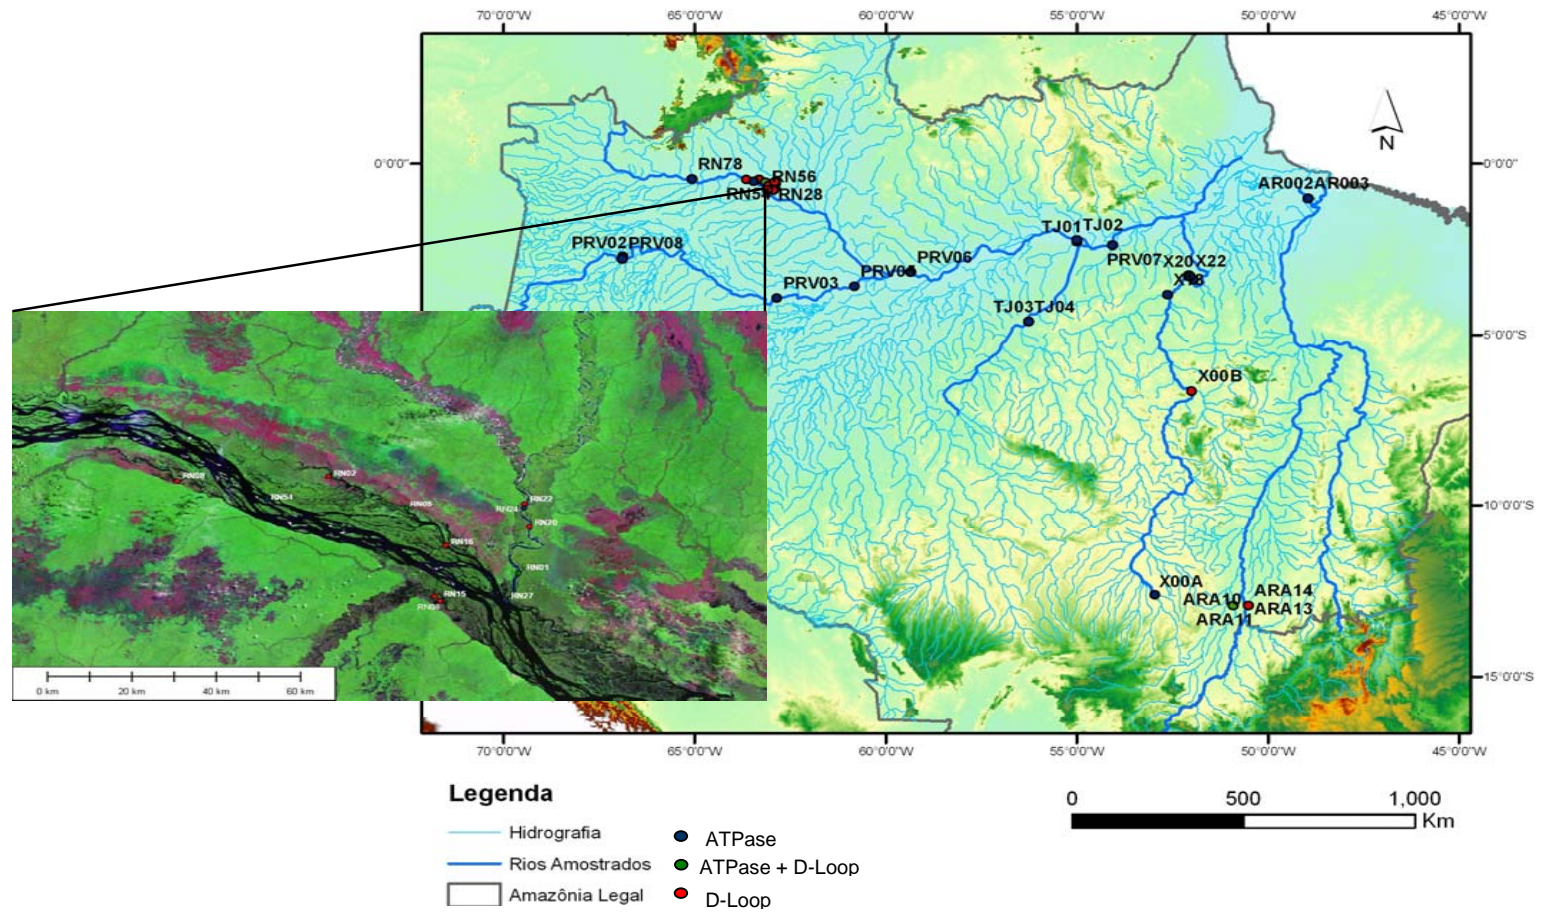 70°0'0"W 65°0'0"W 60°0'0"W 55°0'0"W 50°0'0"W 45°0'0"W
N
0°0'0" 0°0'0"
RN78
RN56
RN54 RN28
AR002AR003
TJ01TJ02
PRV02PRV08
PRV06
PRV07 X20X22
PRV05
PRV03
TJ03TJ04
5°0'0"S
X00B
RN02
RN08
RN54
RN22
RN24
RN20
RN16
RN01
RN15
RN27
10°0'0"S
X00A
ARA10 ARA14
ARA13
ARA11
0 km 20 km 40 km 60 km
15°0'0"S
70°0'0"W 65°0'0"W 60°0'0"W 55°0'0"W 50°0'0"W 45°0'0"W
Legenda
Hidrografia
Rios Amostrados
Amazônia Legal
ATPase
ATPase + D-Loop
D-Loop
0 500 1,000
Km